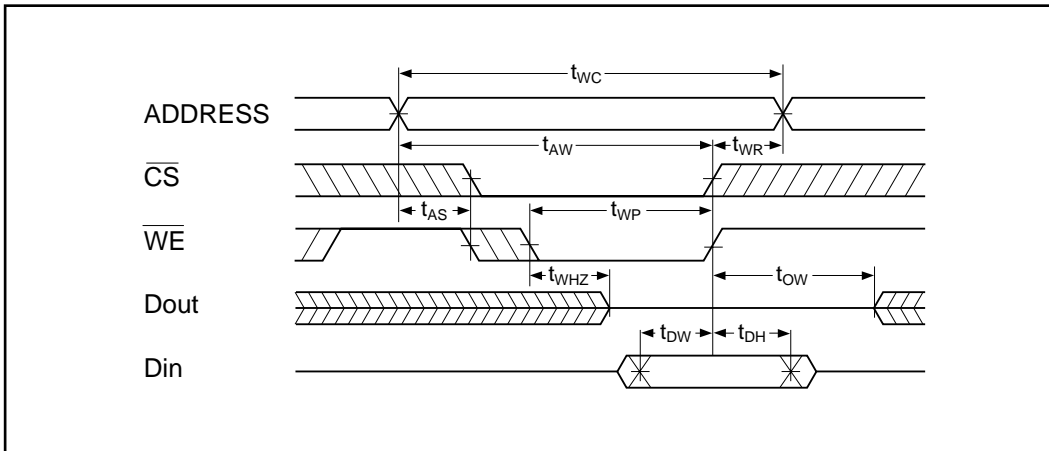 tWC
ADDRESS
tAW
tWR
CS
tAS
tWP
WE
tWHZ
tOW
Dout
tDW
tDH
Din